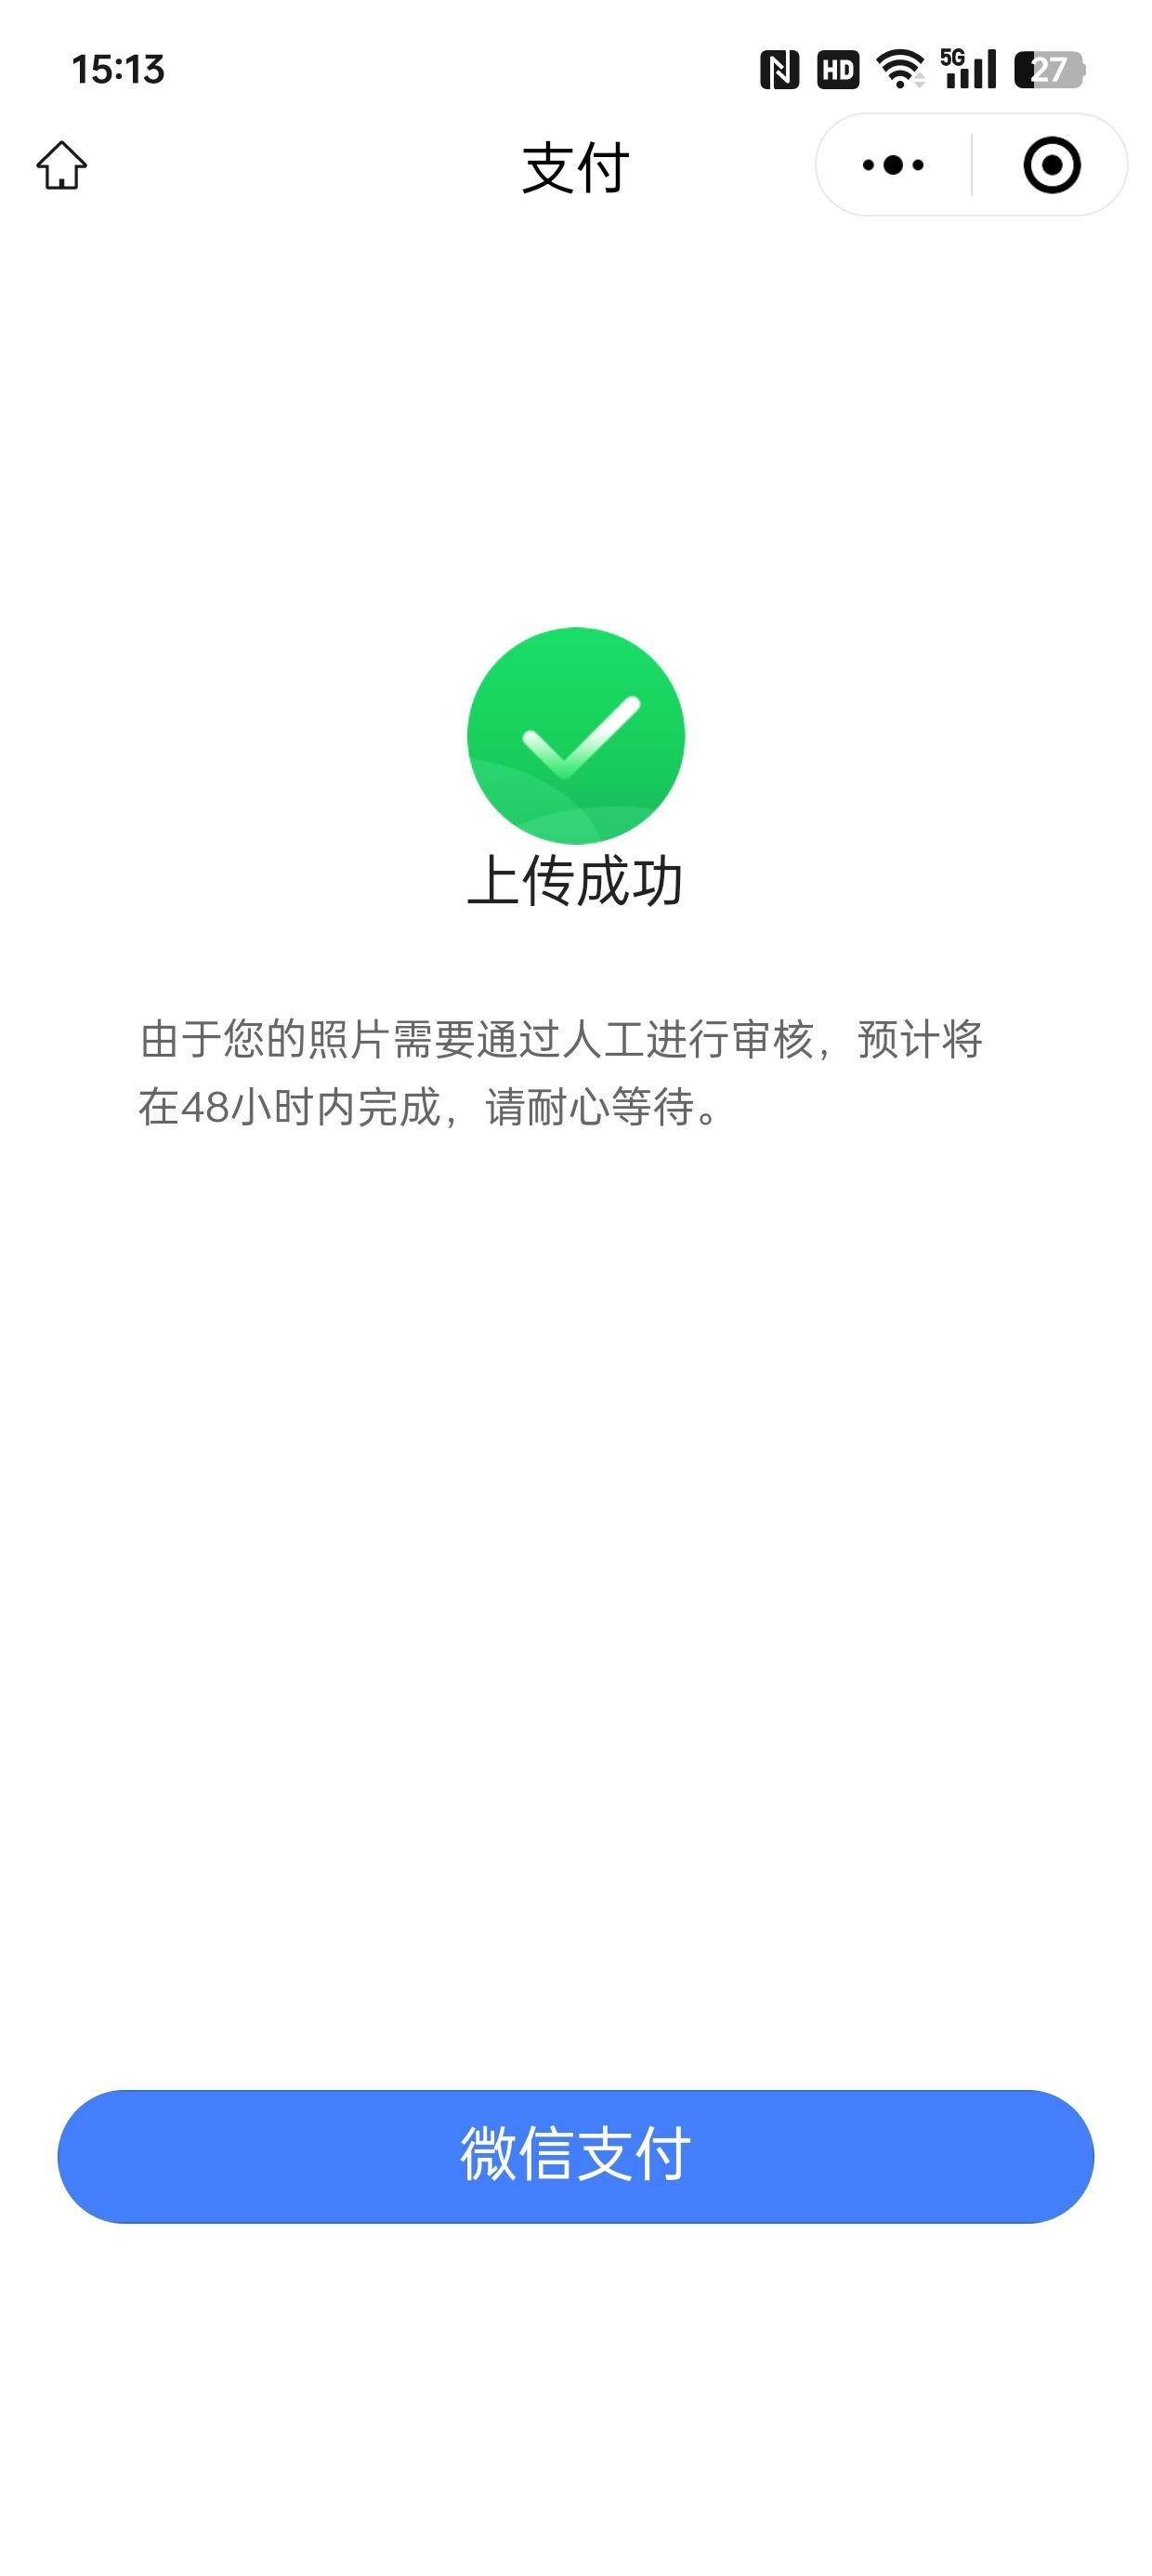 15:13
N HD 5G 27
支付
上传成功
由于您的照片需要通过人工进行审核，预计将
在48小时内完成，请耐心等待。
微信支付